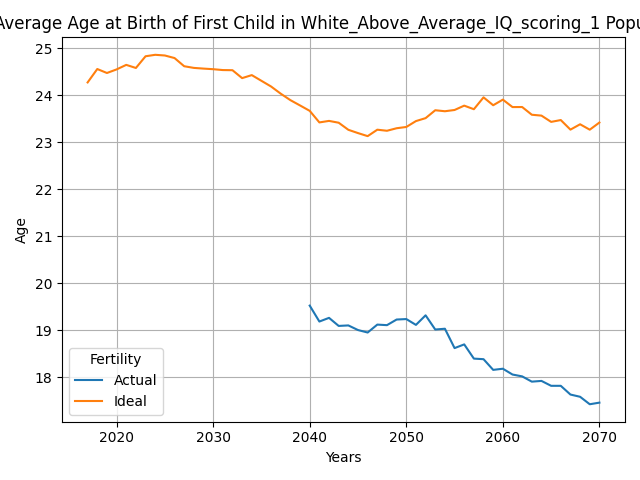 Average Age at Birth of First Child in White_Above_Average_IQ_scoring_1 Popu
25
24
23
22
21
20
19
18
Age
Fertility
Actual
Ideal
2020 2030 2040 2050 2060 2070
Years